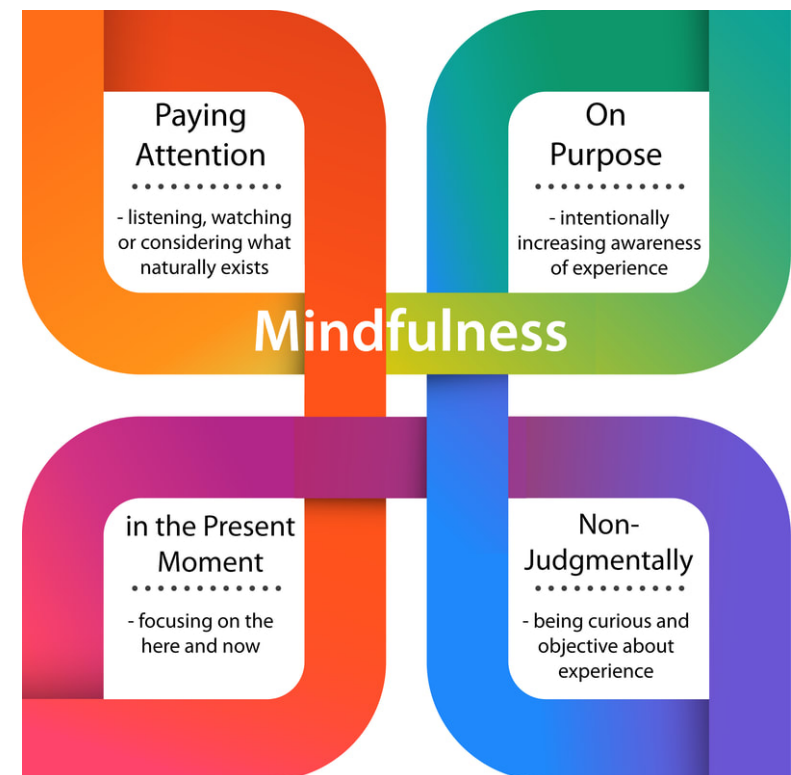 Paying
Attention
- listening, watching
or considering what
naturally exists
On
Purpose
- intentionally
increasing awareness
of experience
Mindfulness
in the Present
Moment
- focusing on the
here and now
Non-
Judgmentally
- being curious and
objective about
experience